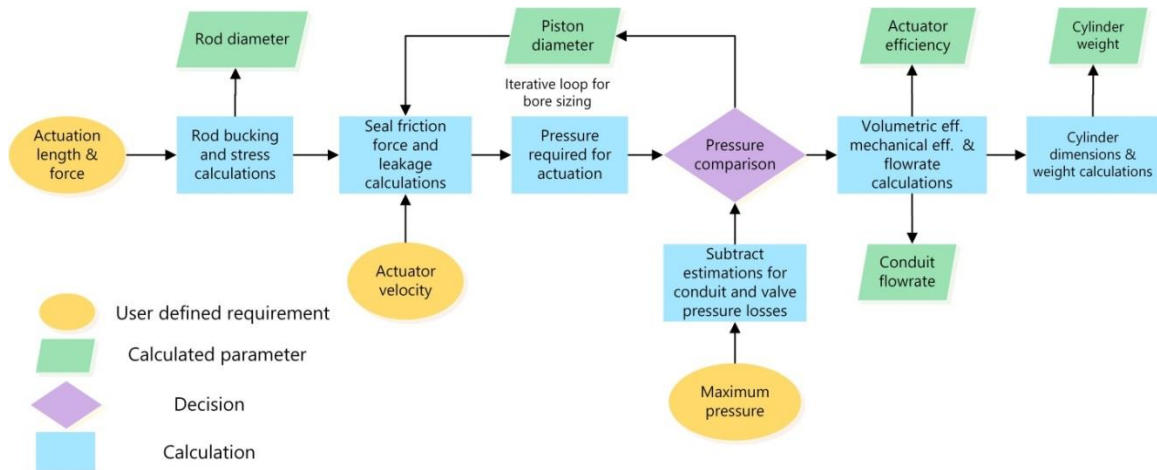 Rod diameter
Piston
diameter
Actuator
efficiency
Cylinder
weight
Iterative loop for
bore sizing
Actuation
length &
force
Rod bucking
and stress
calculations
Seal friction
force and
leakage
calculations
Pressure
required for
actuation
Pressure
comparison
Volumetric eff.
mechanical eff. &
flowrate
calculations
Cylinder
dimensions &
weight calculations
Actuator
velocity
Subtract
estimations for
conduit and valve
pressure losses
Conduit
flowrate
Maximum
pressure
User defined requirement
Calculated parameter
Decision
Calculation